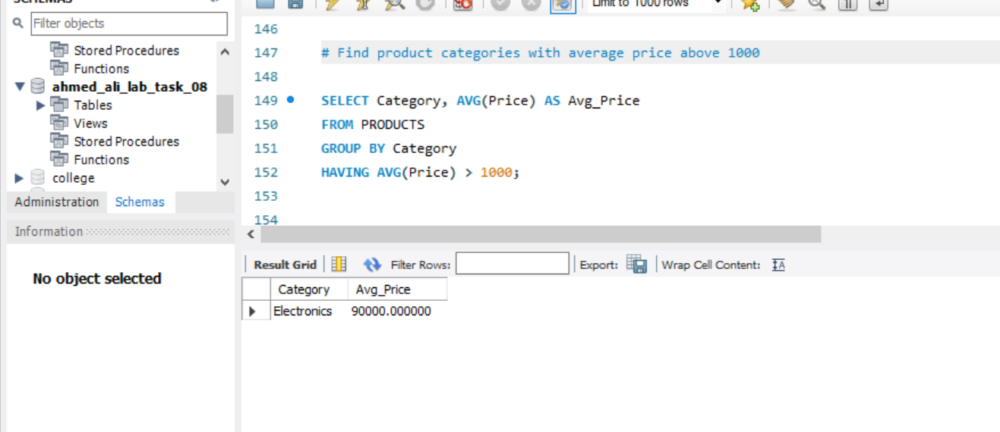 SCHEMAS
Limit to 1000 rows
Filter objects
Stored Procedures
Functions
ahmed_ali_lab_task_08
Tables
Views
Stored Procedures
Functions
college
Administration Schemas
Information
No object selected
146
147 # Find product categories with average price above 1000
148
149 SELECT Category, AVG(Price) AS Avg_Price
150 FROM PRODUCTS
151 GROUP BY Category
152 HAVING AVG(Price) > 1000;
153
154
Result Grid Filter Rows: Export: Wrap Cell Content: IA
Category Avg_Price
Electronics 90000.000000